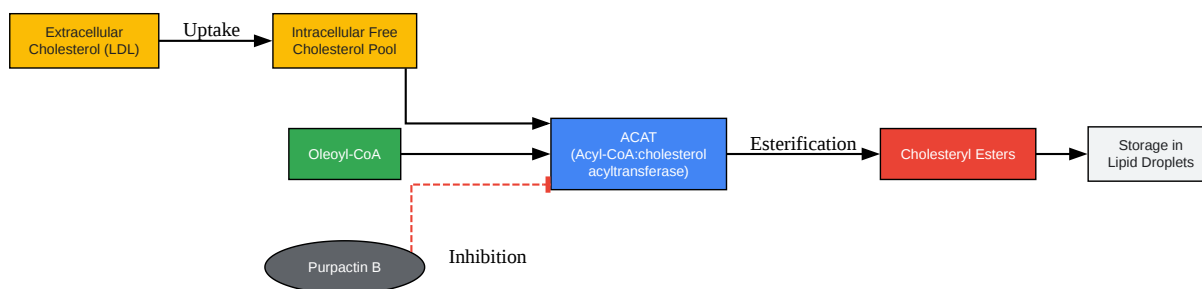 Extracellular
Cholesterol (LDL)
Uptake
Intracellular Free
Cholesterol Pool
Oleoyl-CoA
ACAT
(Acyl-CoA:cholesterol
acyltransferase)
Esterification
Cholesteryl Esters
Storage in
Lipid Droplets
Purpactin B
Inhibition